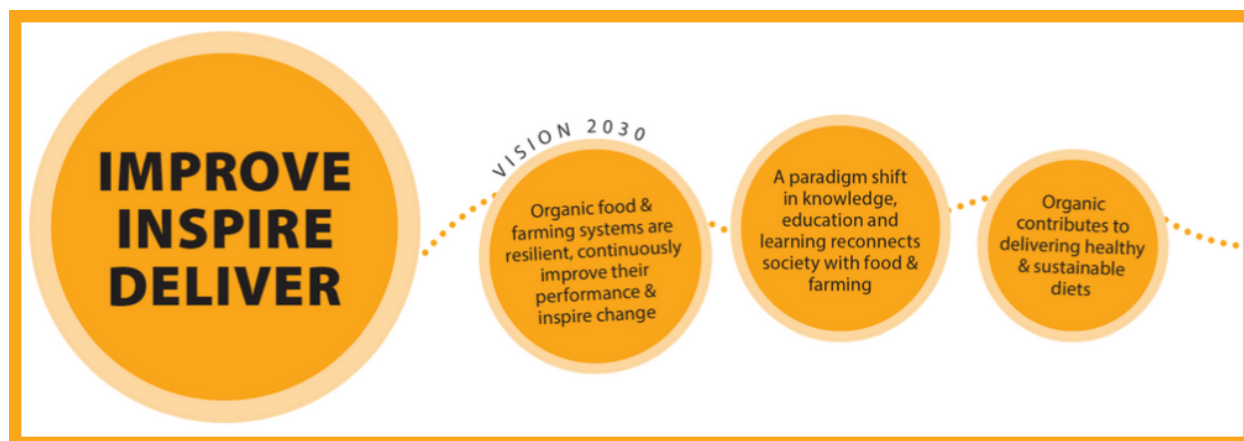 IMPROVE
INSPIRE
DELIVER
VISION 2030
Organic food &
farming systems are
resilient, continuously
improve their
performance &
inspire change
A paradigm shift
in knowledge,
education and
learning reconnects
society with food &
farming
Organic
contributes to
delivering healthy
& sustainable
diets